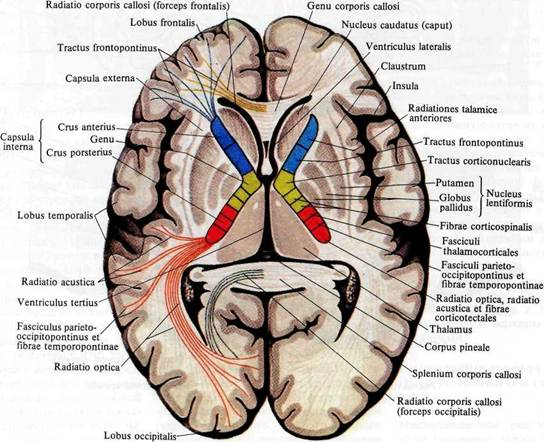 Radiatio corporis callosi (forceps frontalis)
Lobus frontalis
Tractus frontopontinus
Capsula externa
Capsula
interna
Crus anterius
Genu
Crus porsterius
Lobus temporalis
Radiatio acustica
Ventriculus tertius
Fasciculus parieto-
occipitopontinus et
fibrae temporopontinae
Radiatio optica
Lobus occipitalis
Genu corporis callosi
Nucleus caudatus (caput)
Ventriculus lateralis
Claustrum
Insula
Radiationes talamice
anteriores
Tractus frontopontinus
Tractus corticonuclearis
Putamen
Globus
pallidus
Nucleus
lentiformis
Fibrae corticospinalis
Fasciculi
thalamocorticales
Fasciculi parieto-
occipitopontinus et
fibrae temporopontinae
Radiatio optica, radiatio
acustica et fibrae
corticotectales
Thalamus
Corpus pineale
Splenium corporis callosi
Radiatio corporis callosi
(forceps occipitalis)